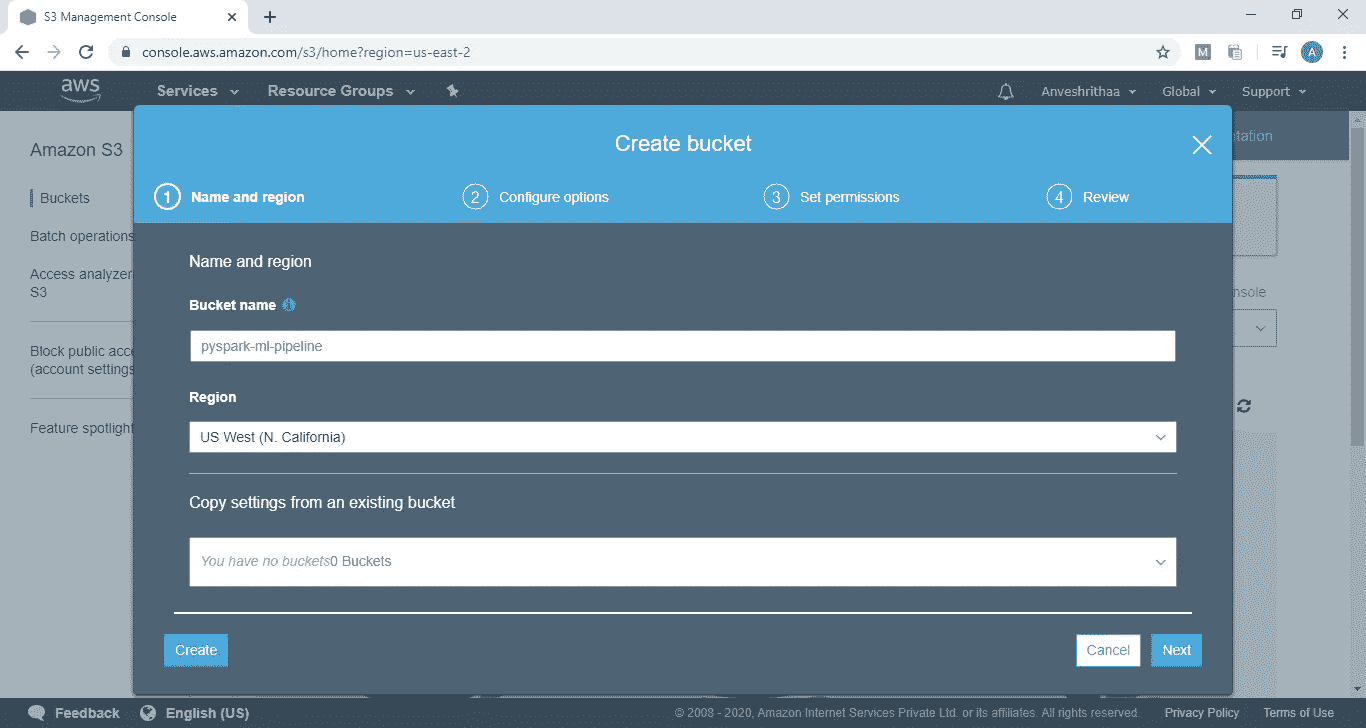 S3 Management Console
console.aws.amazon.com/s3/home?region=us-east-2
M
A
aws
Services
Resource Groups
Anveshrithaa
Global
Support
Amazon S3
Buckets
Batch operations
Access analyzer
S3
Block public acce
(account settings
Feature spotlight
Create bucket
1 Name and region
2 Configure options
3 Set permissions
4 Review
Name and region
Bucket name
pyspark-ml-pipeline
Region
US West (N. California)
Copy settings from an existing bucket
You have no buckets0 Buckets
Create
Cancel
Next
ntation
nsole
Feedback
English (US)
© 2008 - 2020, Amazon Internet Services Private Ltd. or its affiliates. All rights reserved.
Privacy Policy
Terms of Use